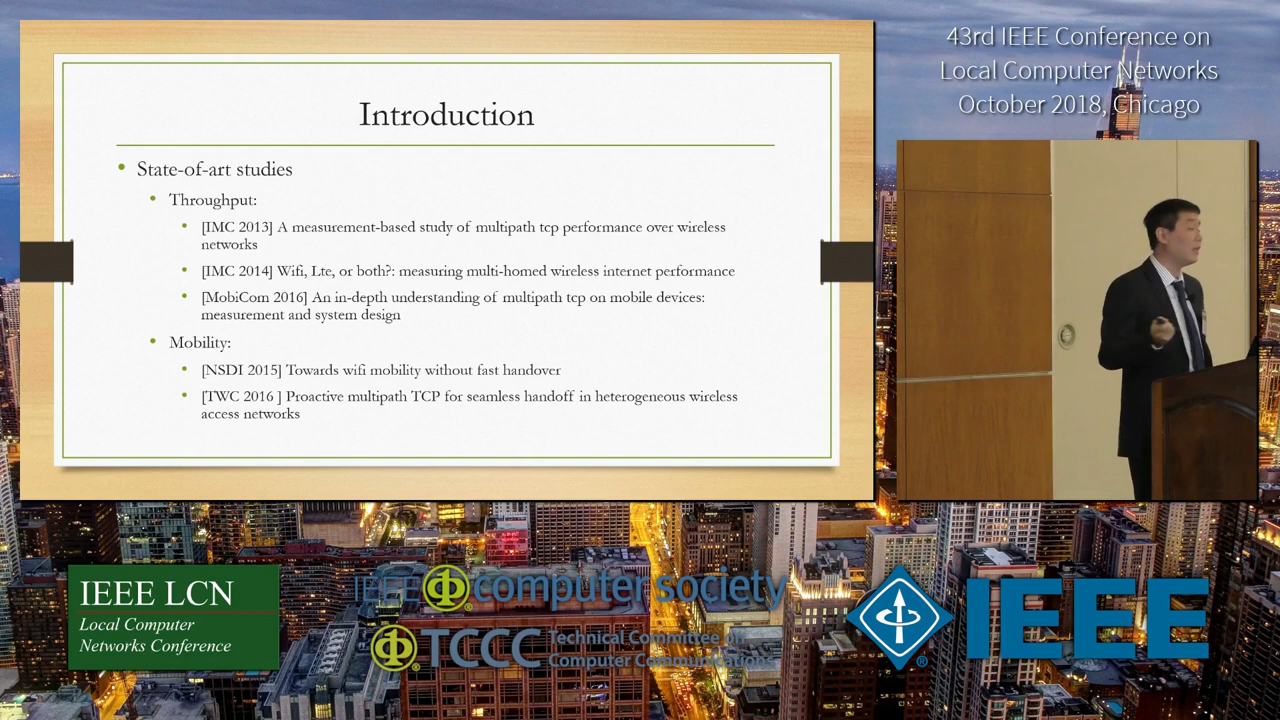 43rd IEEE Conference on
Local Computer Networks
October 2018, Chicago
Introduction
• State-of-art studies
• Throughput:
• [IMC 2013] A measurement-based study of multipath tcp performance over wireless
networks
• [IMC 2014] Wifi, Lte, or both?: measuring multi-homed wireless internet performance
• [MobiCom 2016] An in-depth understanding of multipath tcp on mobile devices:
measurement and system design
• Mobility:
• [NSDI 2015] Towards wifi mobility without fast handover
• [TWC 2016 ] Proactive multipath TCP for seamless handoff in heterogeneous wireless
access networks
IEEE LCN
Local Computer
Networks Conference
IEEE computer society
TCCC Technical Committee on
Computer Communications
IEEE